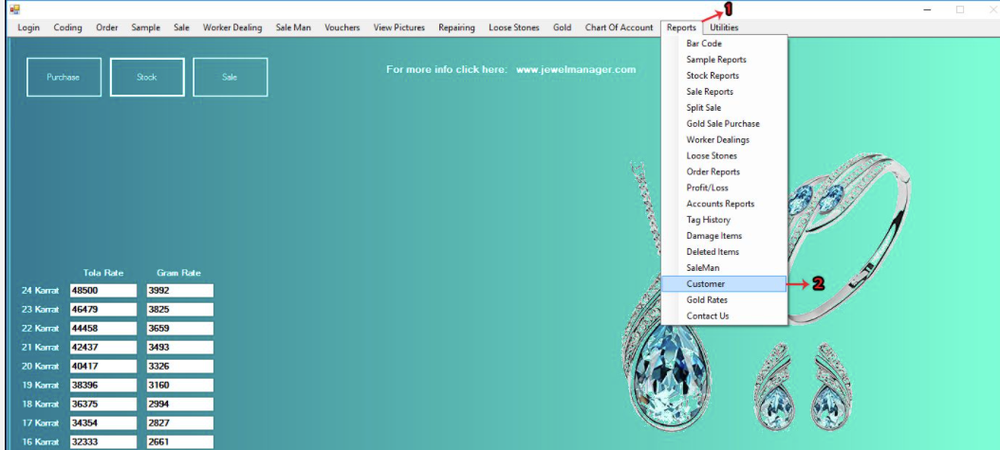 1
Login Coding Order Sample Sale Worker Dealing Sale Man Vouchers View Pictures Repairing Loose Stones Gold Chart Of Account Reports Utilities
Purchase Stock Sale
For more info click here: www.jewelmanager.com
Bar Code
Sample Reports
Stock Reports
Sale Reports
Split Sale
Gold Sale Purchase
Worker Dealings
Loose Stones
Order Reports
Profit/Loss
Accounts Reports
Tag History
Damage Items
Deleted Items
SaleMan
Customer 2
Gold Rates
Contact Us
Tola Rate Gram Rate
24 Karrat 48500 3992
23 Karrat 46479 3825
22 Karrat 44458 3659
21 Karrat 42437 3493
20 Karrat 40417 3326
19 Karrat 38396 3160
18 Karrat 36375 2994
17 Karrat 34354 2827
16 Karrat 32333 2661